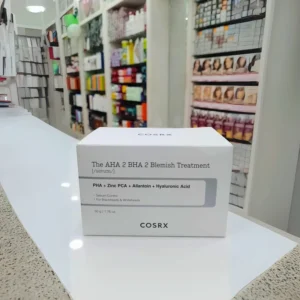 COSRX
The AHA 2 BHA 2 Blemish Treatment
[serum]
PHA + Zinc PCA + Allantoin + Hyaluronic Acid
COSRX